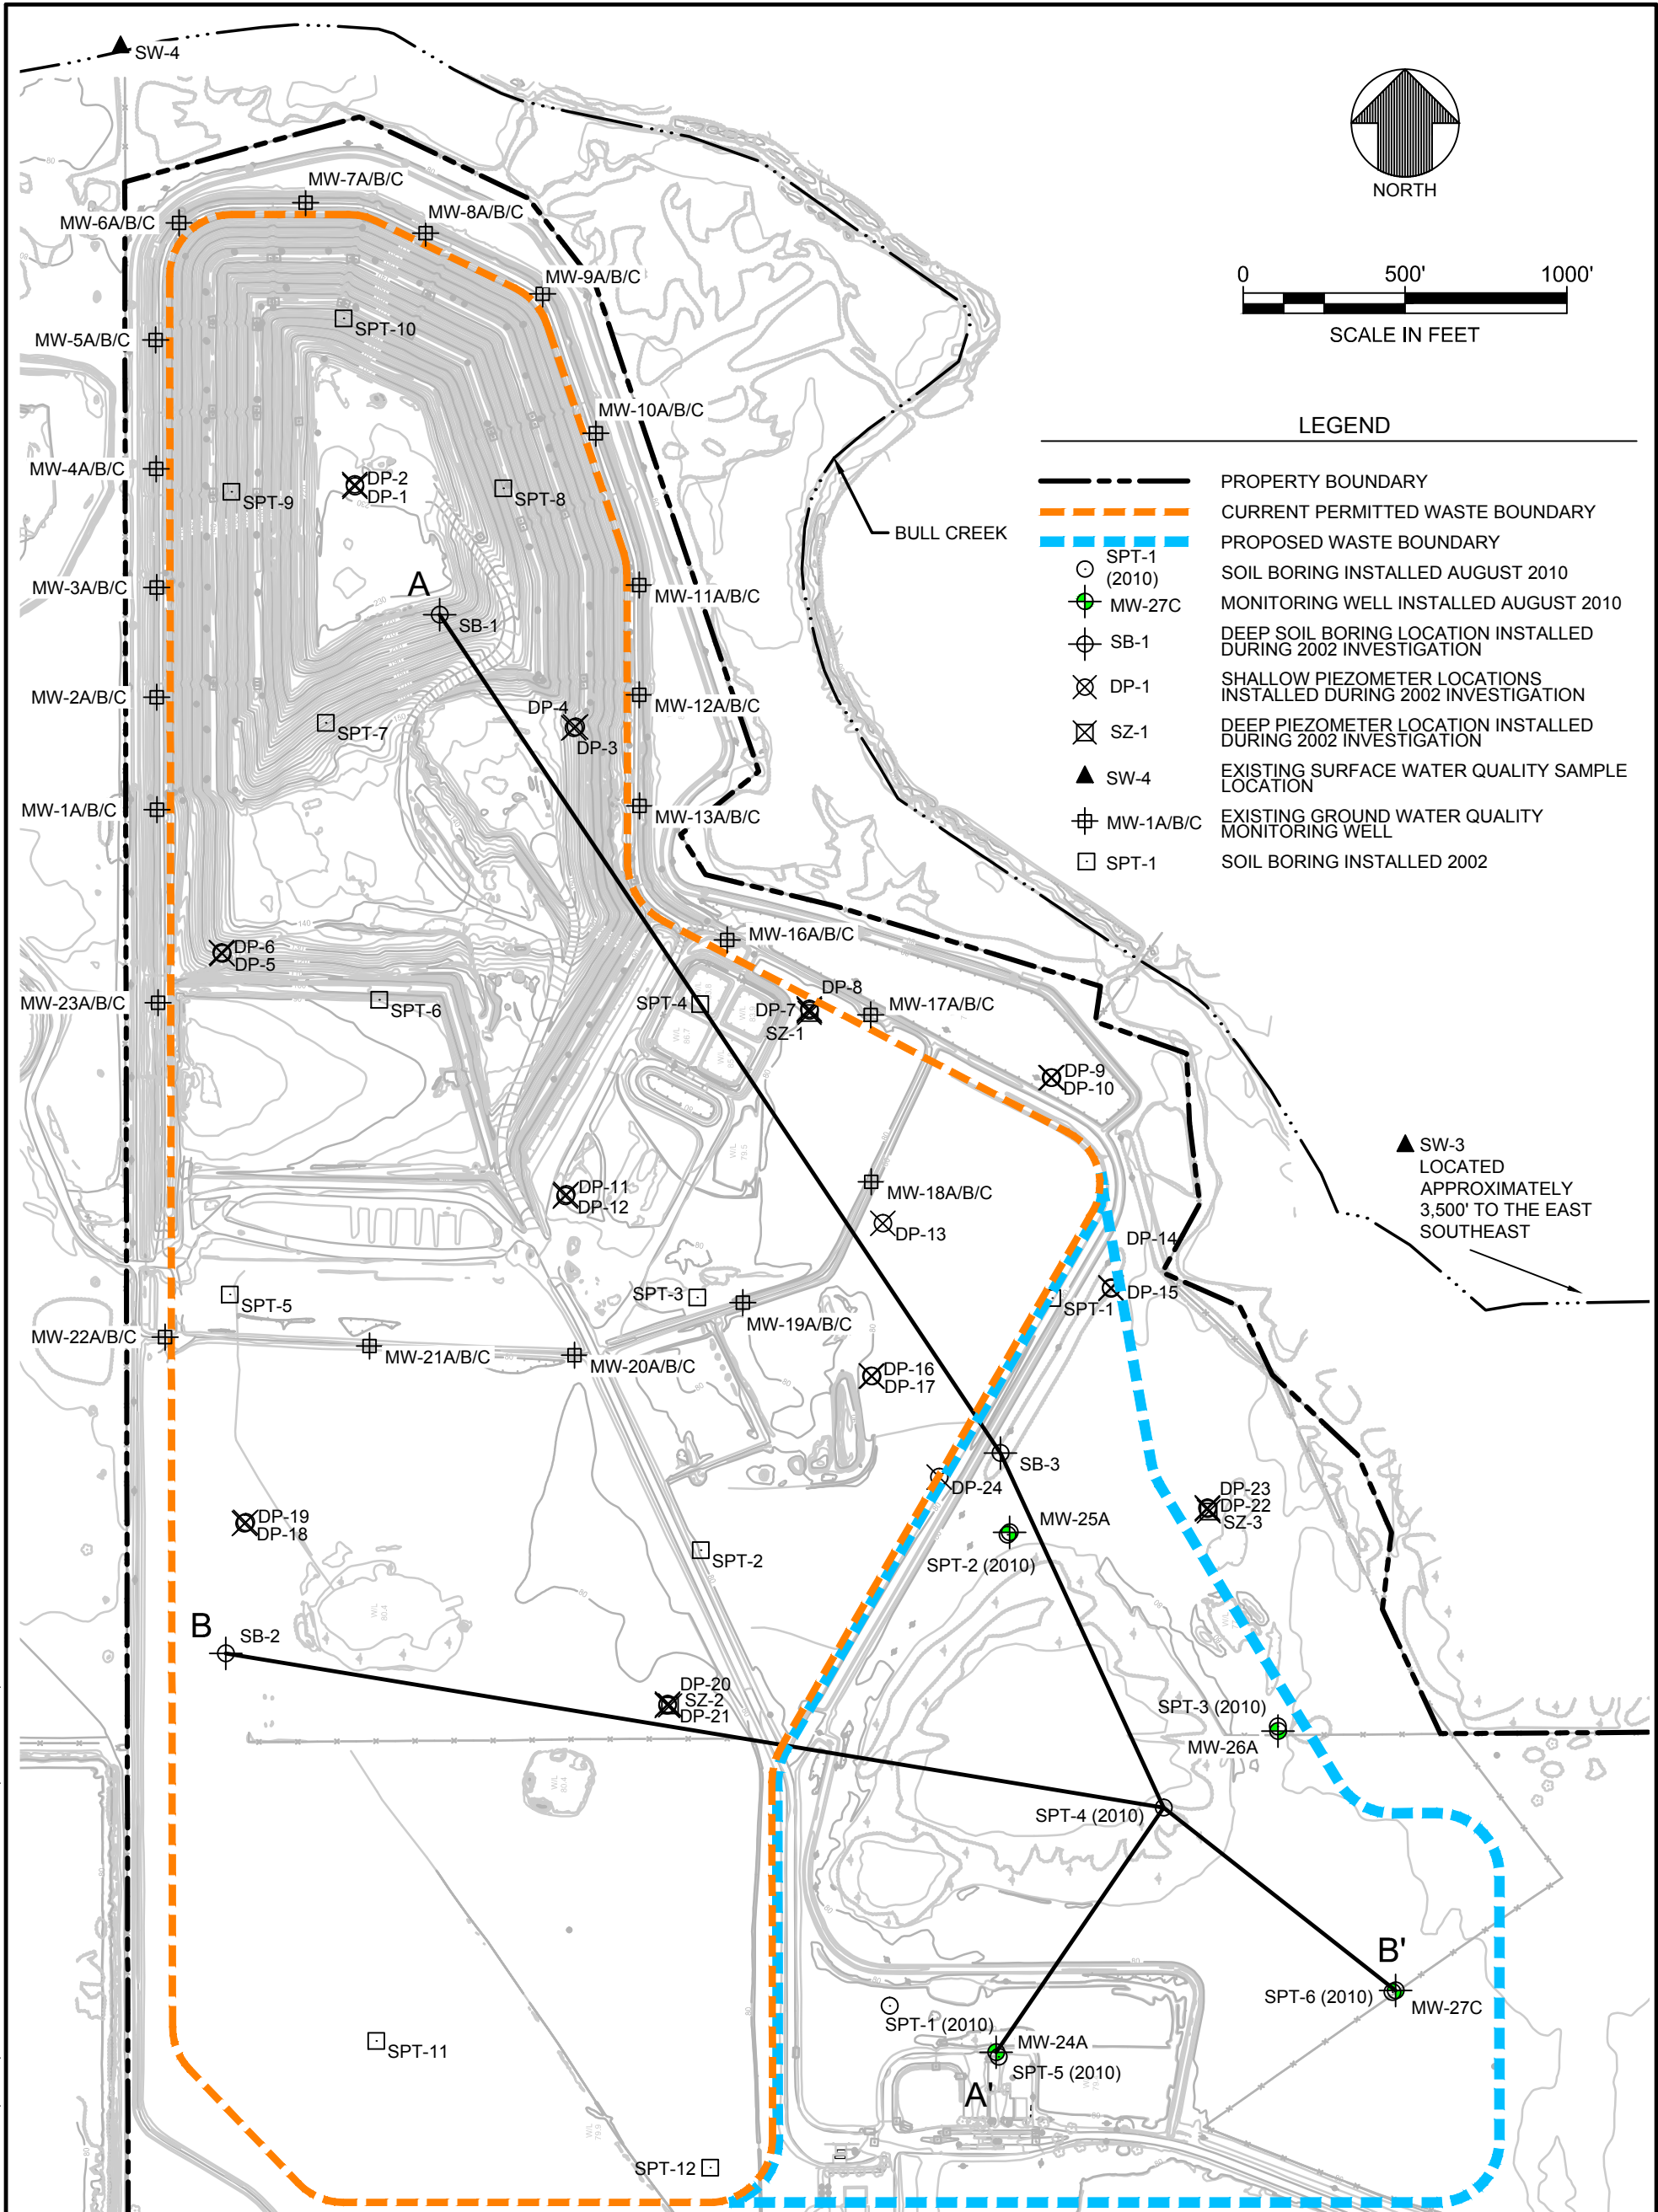 SW-4
NORTH
0 500' 1000'
SCALE IN FEET
LEGEND
PROPERTY BOUNDARY
CURRENT PERMITTED WASTE BOUNDARY
PROPOSED WASTE BOUNDARY
SPT-1
(2010)
SOIL BORING INSTALLED AUGUST 2010
MW-27C
MONITORING WELL INSTALLED AUGUST 2010
SB-1
DEEP SOIL BORING LOCATION INSTALLED
DURING 2002 INVESTIGATION
DP-1
SHALLOW PIEZOMETER LOCATIONS
INSTALLED DURING 2002 INVESTIGATION
SZ-1
DEEP PIEZOMETER LOCATION INSTALLED
DURING 2002 INVESTIGATION
SW-4
EXISTING SURFACE WATER QUALITY SAMPLE
LOCATION
MW-1A/B/C
EXISTING GROUND WATER QUALITY
MONITORING WELL
SPT-1
SOIL BORING INSTALLED 2002
MW-7A/B/C
MW-6A/B/C
MW-8A/B/C
MW-9A/B/C
SPT-10
MW-5A/B/C
MW-10A/B/C
MW-4A/B/C
DP-2
DP-1
SPT-9
SPT-8
BULL CREEK
MW-3A/B/C
A
230
SB-1
MW-11A/B/C
MW-2A/B/C
MW-12A/B/C
DP-4
DP-3
SPT-7
150
MW-1A/B/C
MW-13A/B/C
140
MW-16A/B/C
DP-6
DP-5
MW-23A/B/C
SPT-6
SPT-4
DP-8
DP-7
SZ-1
MW-17A/B/C
DP-9
DP-10
W/L
79.5
SW-3
LOCATED
APPROXIMATELY
3,500' TO THE EAST
SOUTHEAST
DP-11
DP-12
MW-18A/B/C
DP-13
80
DP-14
DP-15
SPT-5
SPT-3
SPT-1
MW-19A/B/C
MW-22A/B/C
MW-21A/B/C
MW-20A/B/C
DP-16
DP-17
SB-3
DP-24
DP-23
DP-22
SZ-3
DP-19
DP-18
MW-25A
SPT-2 (2010)
SPT-2
W/L
80.4
B
SB-2
DP-20
SZ-2
DP-21
SPT-3 (2010)
MW-26A
W/L
80.4
SPT-4 (2010)
B'
SPT-6 (2010)
MW-27C
SPT-1 (2010)
MW-24A
SPT-5 (2010)
A'
SPT-11
W/L
79.9
SPT-12